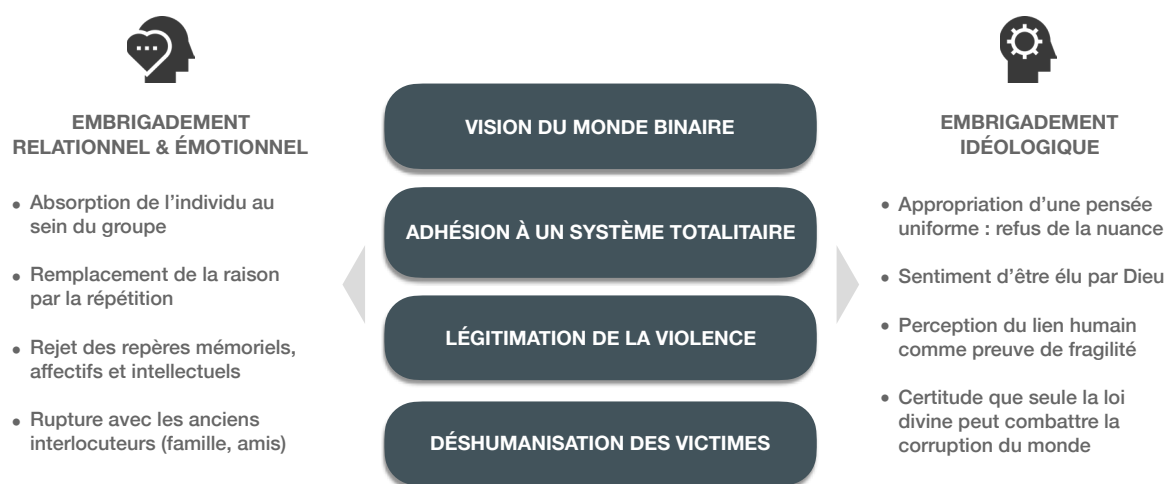 EMBRIGADEMENT
RELATIONNEL & ÉMOTIONNEL
• Absorption de l’individu au
sein du groupe
• Remplacement de la raison
par la répétition
• Rejet des repères mémoriels,
affectifs et intellectuels
• Rupture avec les anciens
interlocuteurs (famille, amis)
VISION DU MONDE BINAIRE
ADHÉSION À UN SYSTÈME TOTALITAIRE
LÉGITIMATION DE LA VIOLENCE
DÉSHUMANISATION DES VICTIMES
EMBRIGADEMENT
IDÉOLOGIQUE
• Appropriation d’une pensée
uniforme : refus de la nuance
• Sentiment d’être élu par Dieu
• Perception du lien humain
comme preuve de fragilité
• Certitude que seule la loi
divine peut combattre la
corruption du monde